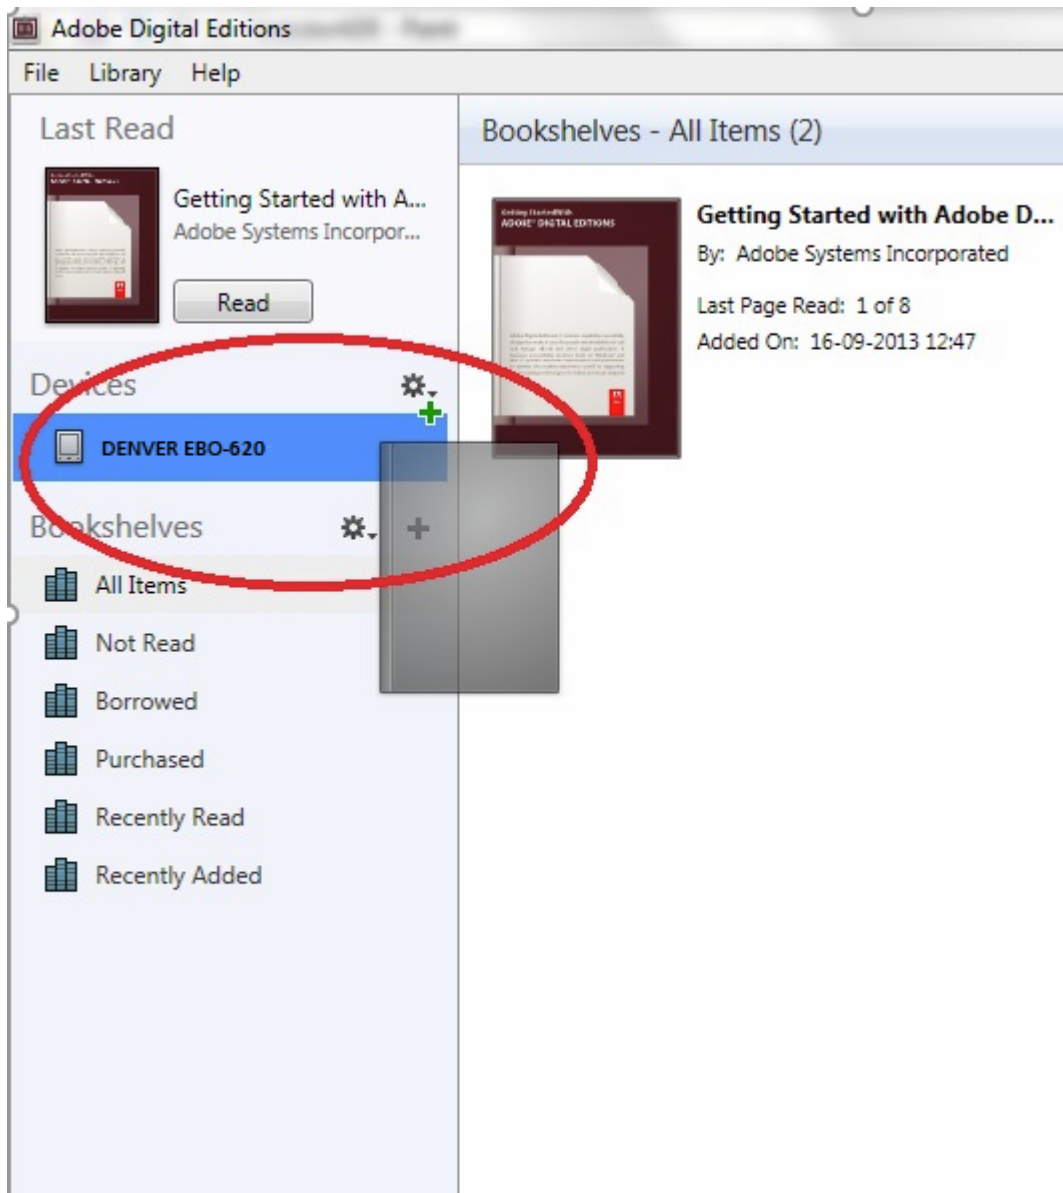 Adobe Digital Editions
File Library Help
Last Read
Getting Started with A...
Adobe Systems Incorpor...
Read
Devices
DENVER EBO-620
Bookshelves
All Items
Not Read
Borrowed
Purchased
Recently Read
Recently Added
Bookshelves - All Items (2)
Getting Started With
ADOBE® DIGITAL EDITIONS
Getting Started with Adobe D...
By: Adobe Systems Incorporated
Last Page Read: 1 of 8
Added On: 16-09-2013 12:47